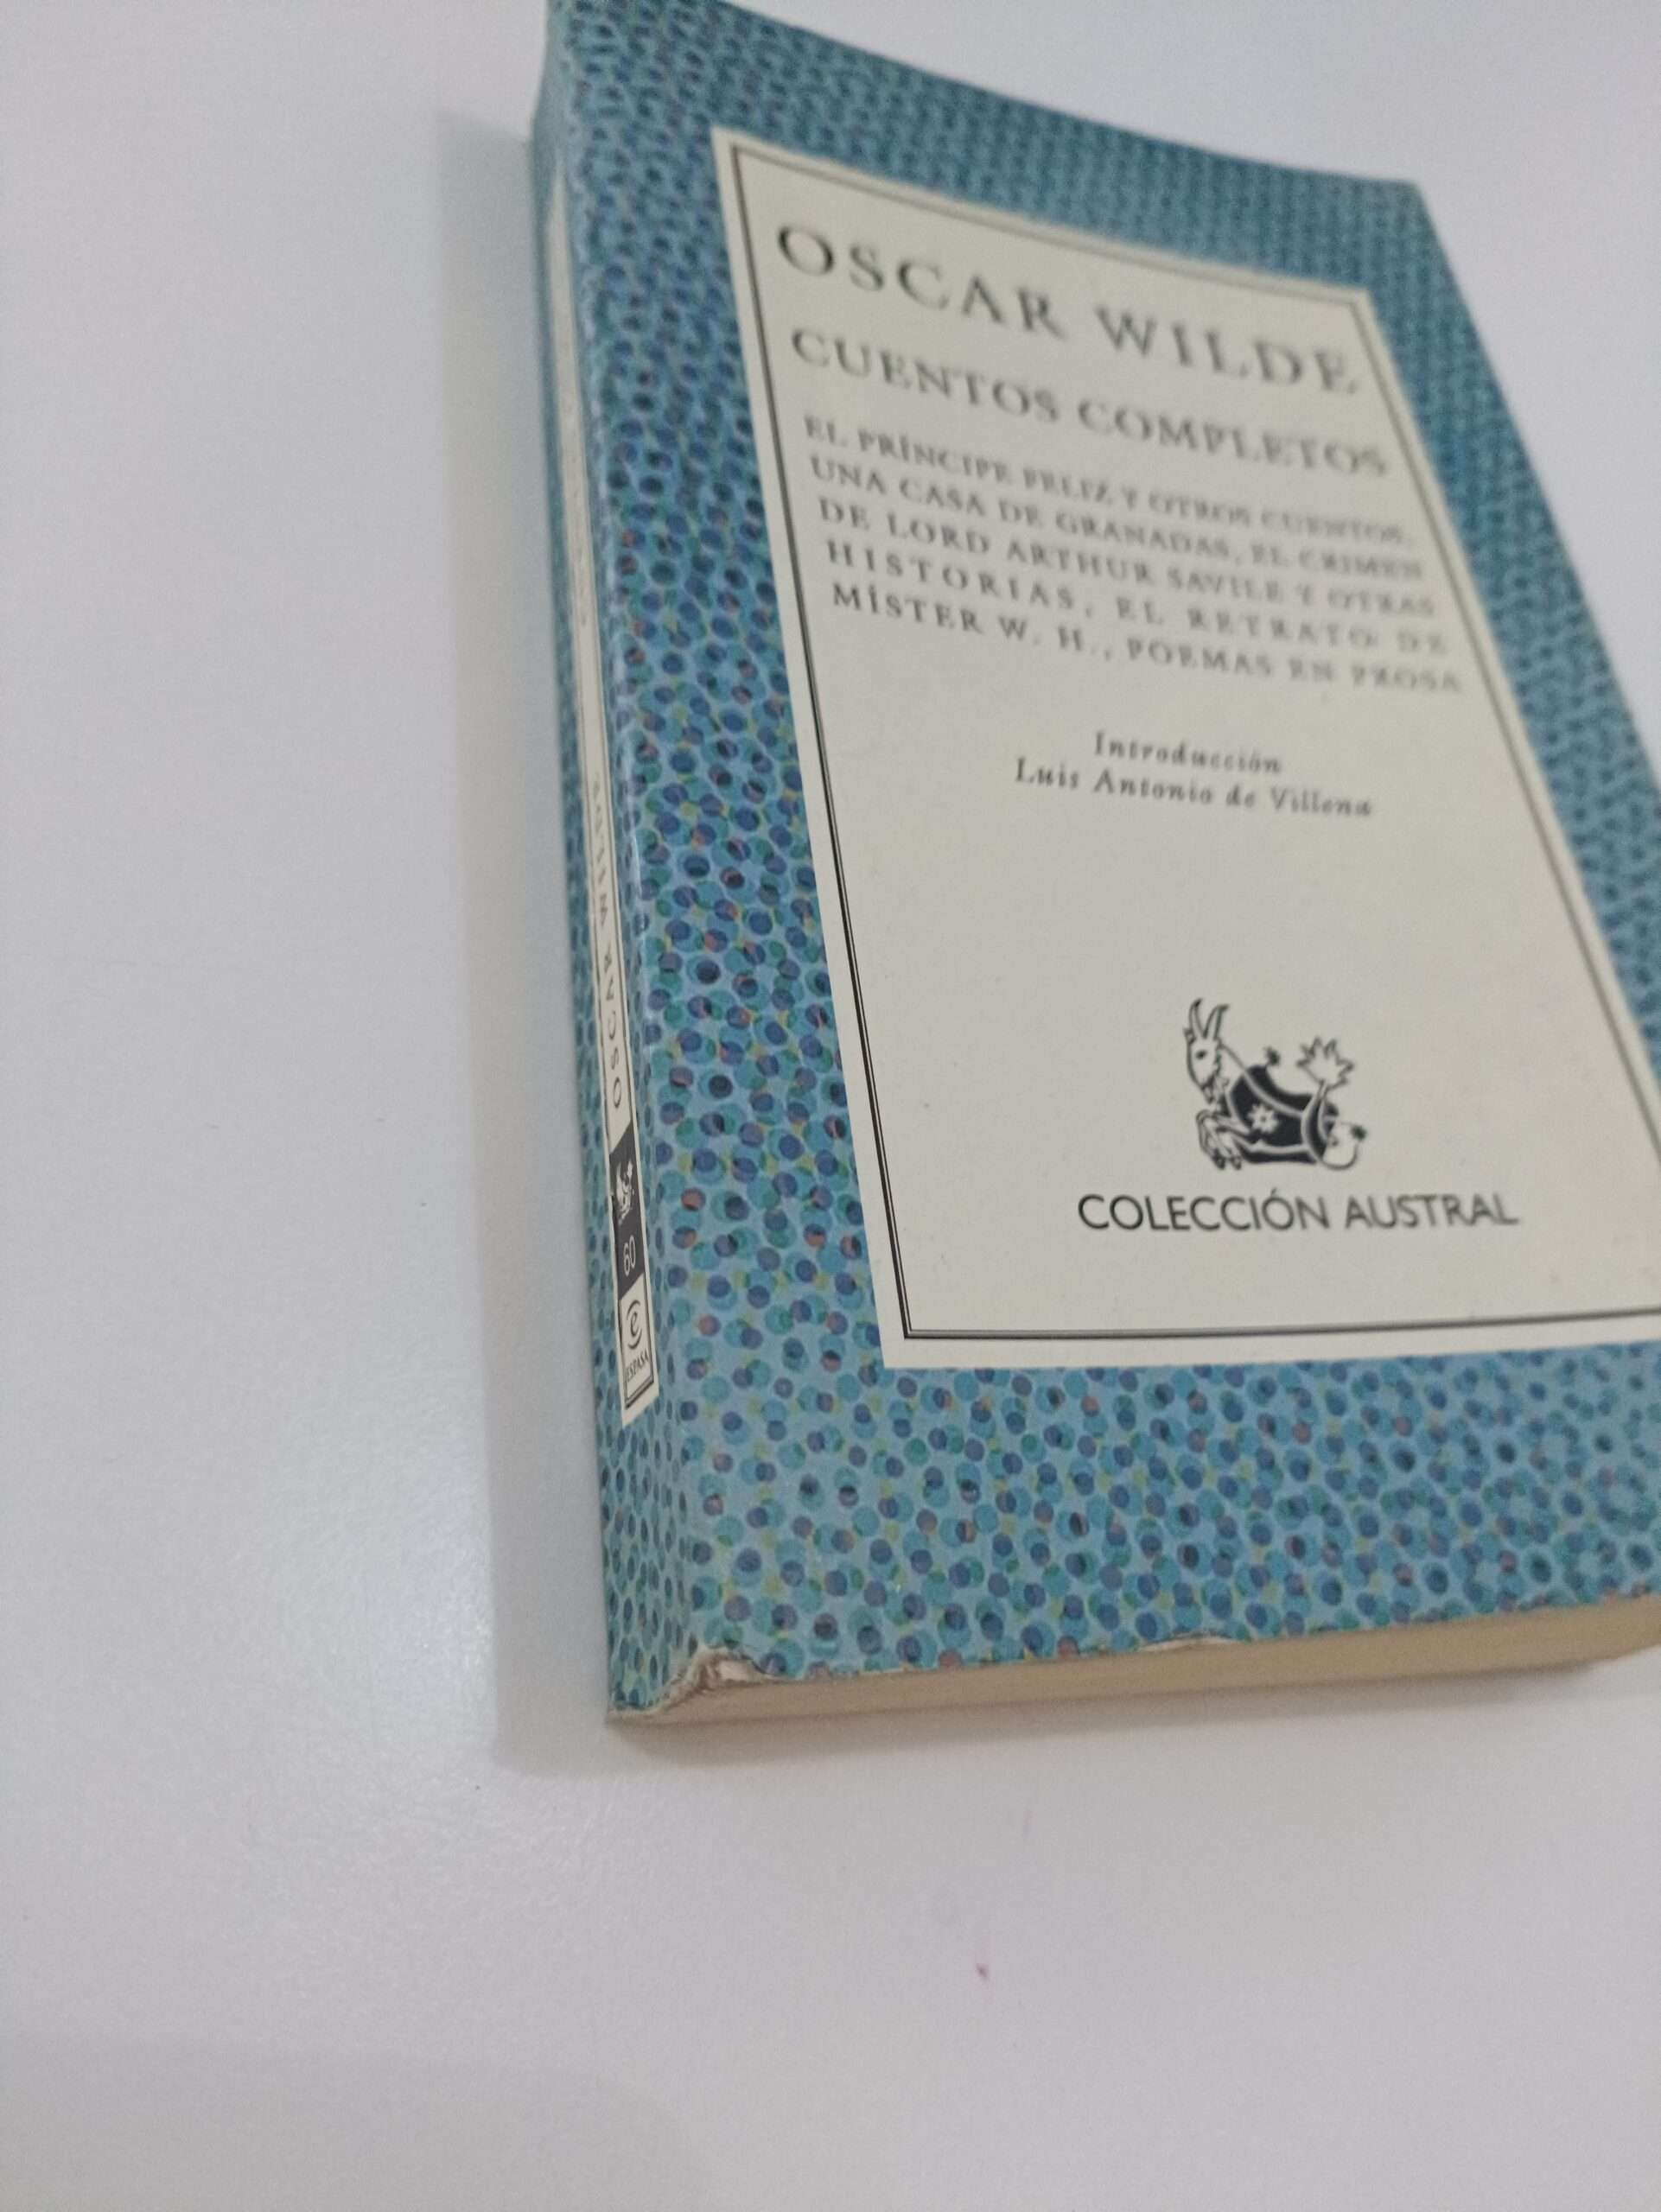 OSCAR WILDE
CUENTOS COMPLETOS
EL PRÍNCIPE FELIZ Y OTROS CUENTOS,
UNA CASA DE GRANADAS, EL CRIMEN
DE LORD ARTHUR SAVILE Y OTRAS
HISTORIAS, EL RETRATO DE
MÍSTER W. H., POEMAS EN PROSA
Introducción
Luis Antonio de Villena
COLECCIÓN AUSTRAL
OSCAR WILDE
60
ESPASA